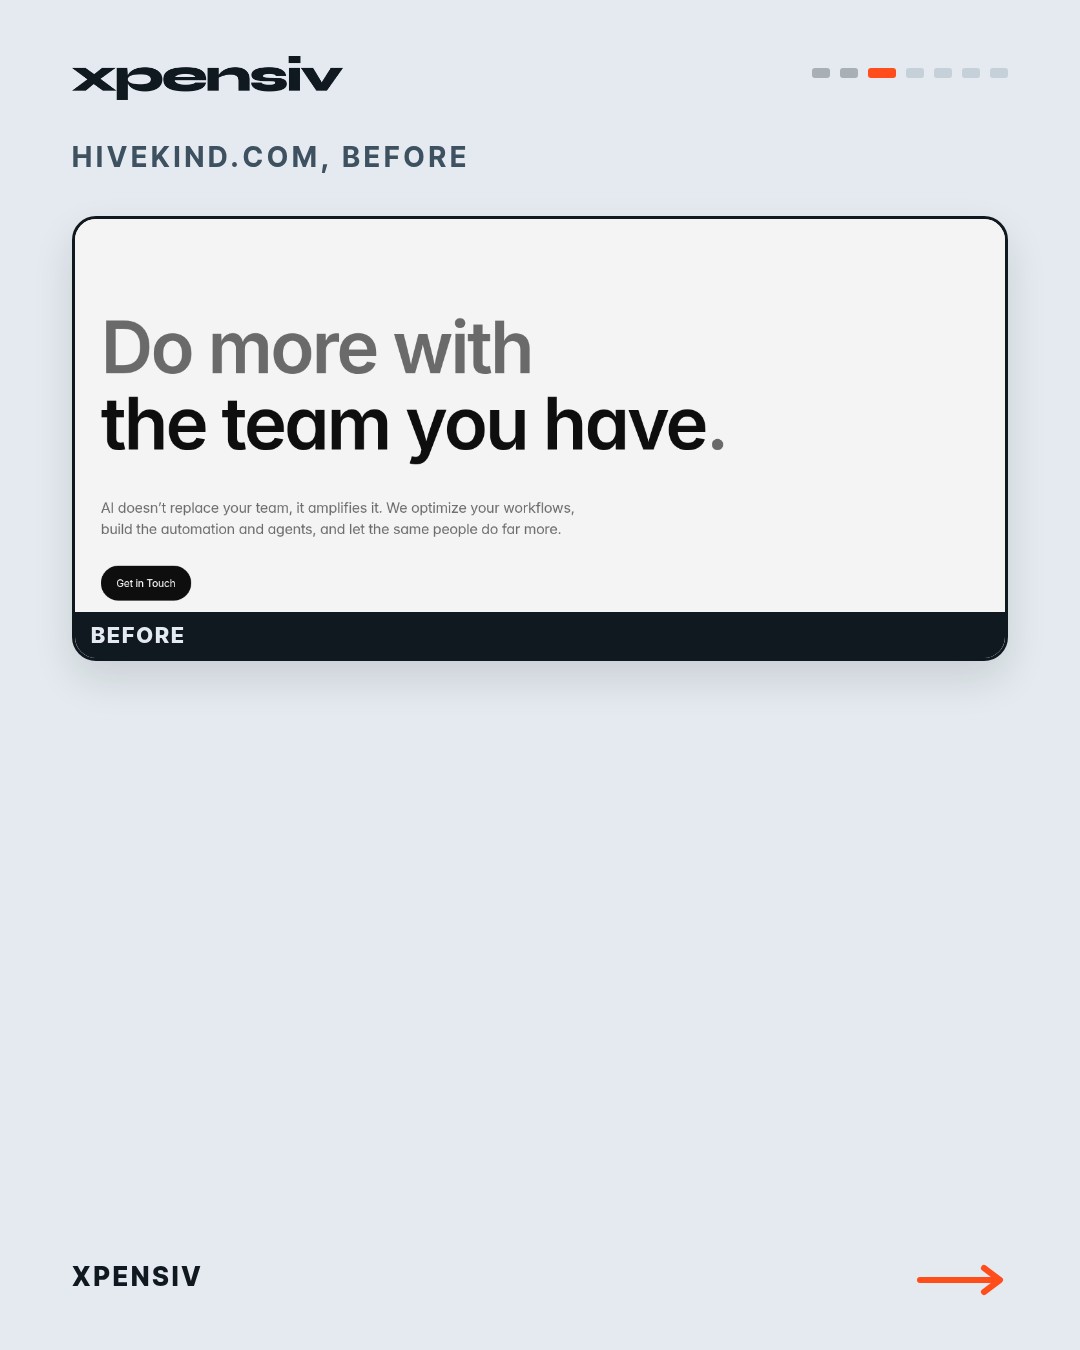 xpensiv
HIVEKIND.COM, BEFORE
Do more with
the team you have.
AI doesn’t replace your team, it amplifies it. We optimize your workflows,
build the automation and agents, and let the same people do far more.
Get in Touch
BEFORE
XPENSIV